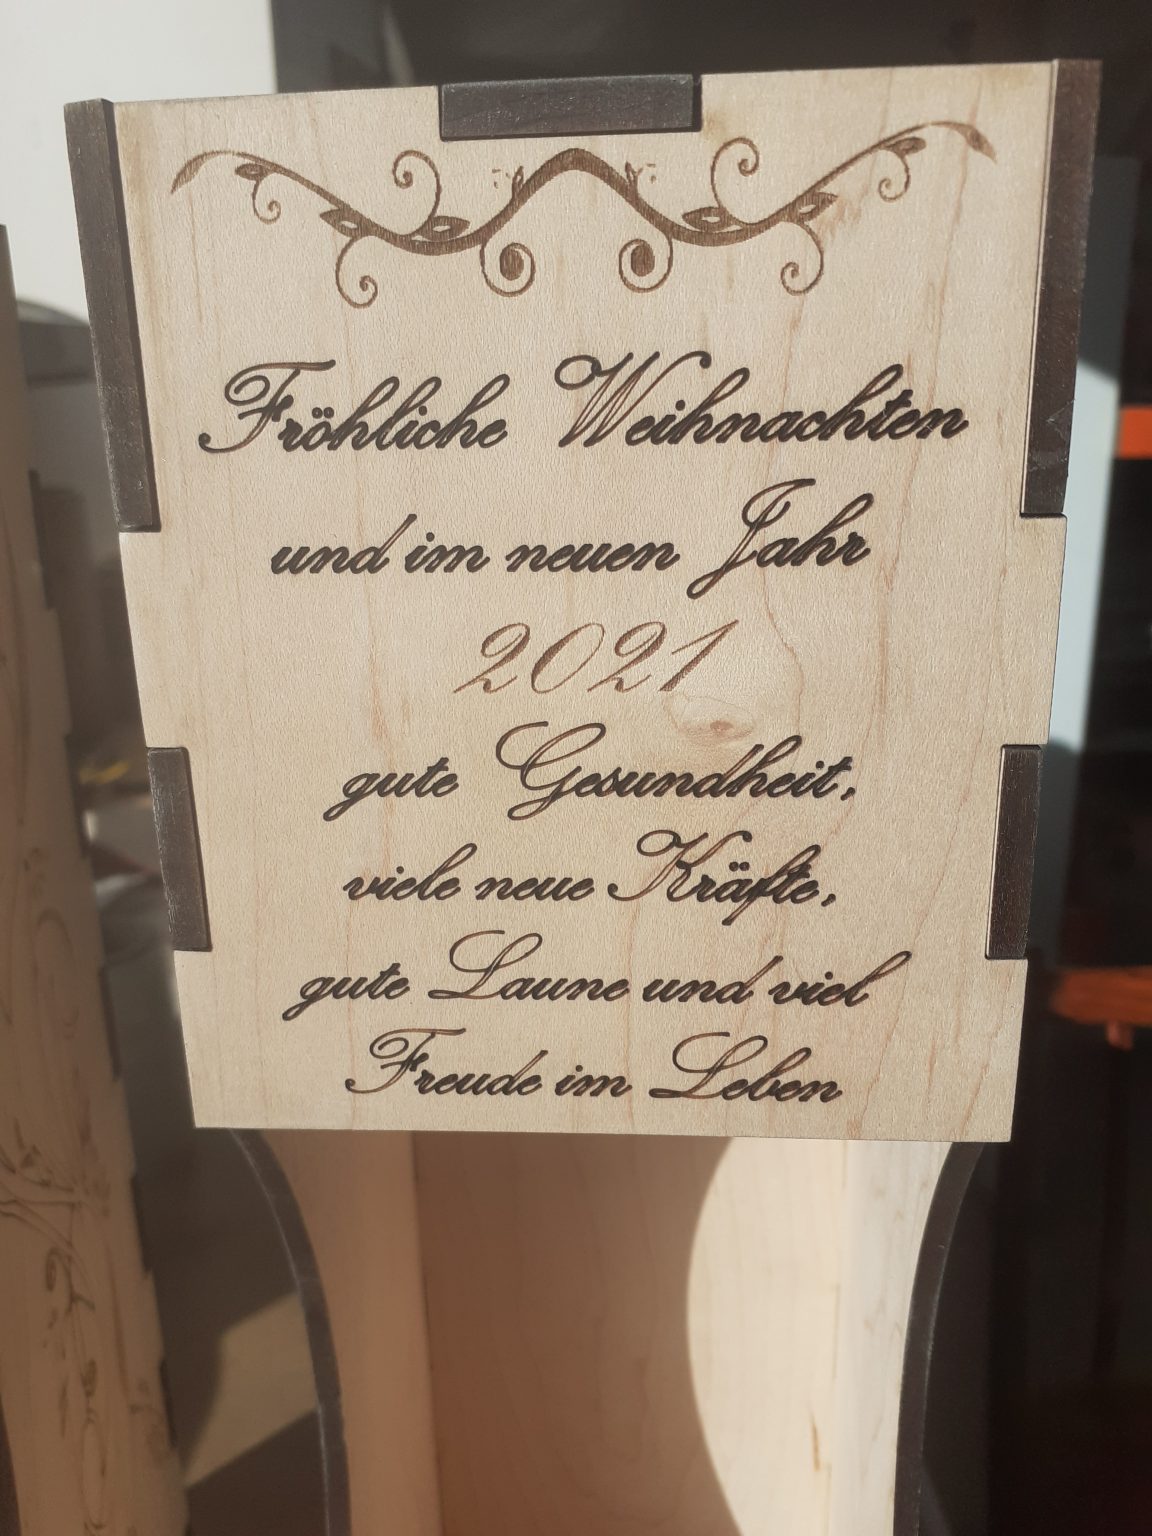 Fröhliche Weihnachten
und im neuen Jahr
2021
gute Gesundheit,
viele neue Kräfte,
gute Laune und viel
Freude im Leben